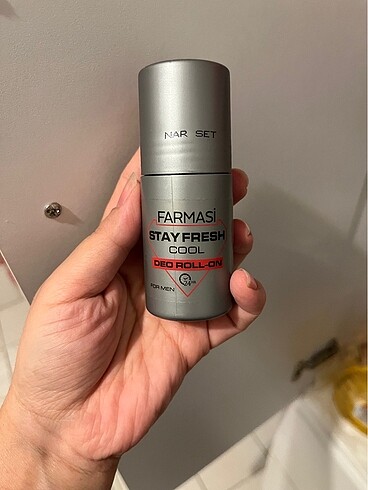 NAR SET
FARMASİ
STAY FRESH
COOL
DEO ROLL-ON
FOR MEN
24